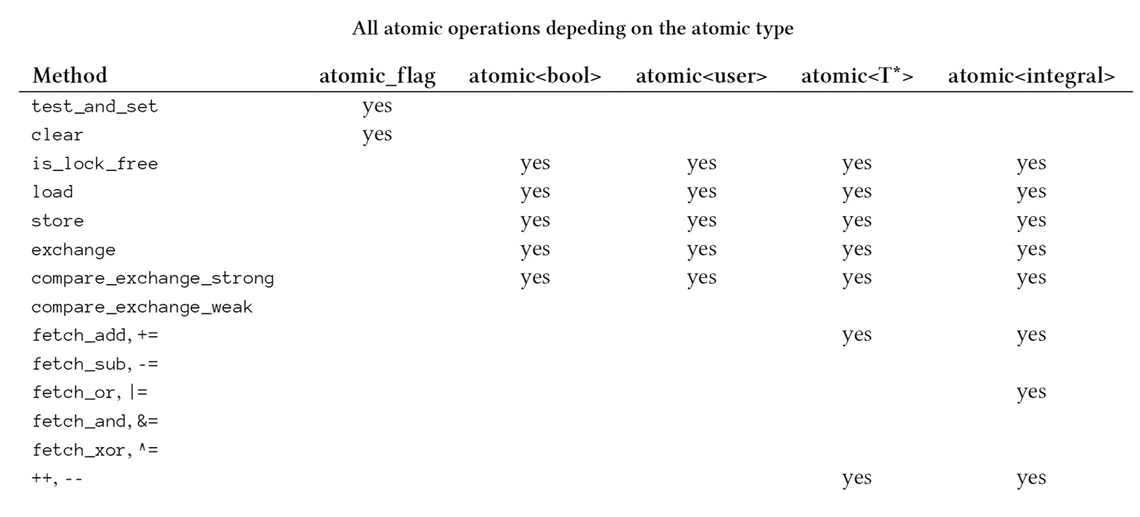 All atomic operations depeding on the atomic type
Method atomic_flag atomic<bool> atomic<user> atomic<T*> atomic<integral>
test_and_set yes
clear yes
is_lock_free yes yes yes yes
load yes yes yes yes
store yes yes yes yes
exchange yes yes yes yes
compare_exchange_strong yes yes yes yes
compare_exchange_weak
fetch_add, += yes yes
fetch_sub, -=
fetch_or, |= yes
fetch_and, &=
fetch_xor, ^=
++, -- yes yes